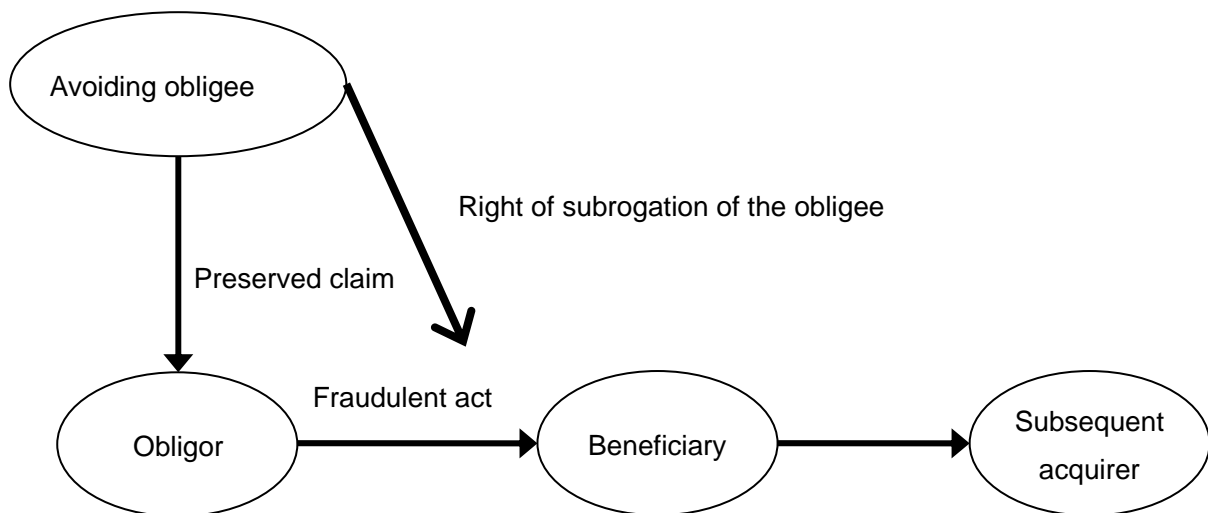 Avoiding obligee
Right of subrogation of the obligee
Preserved claim
Fraudulent act
Obligor
Beneficiary
Subsequent
acquirer